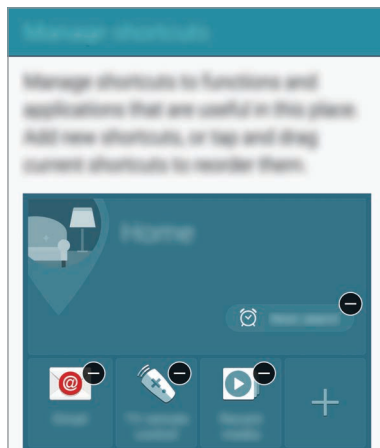 Manage shortcuts
Manage shortcuts to functions and
applications that are useful in this place.
Add new shortcuts, or tap and drag
current shortcuts to reorder them.
Home